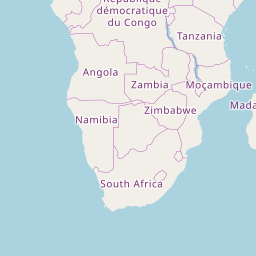 République
démocratique
du Congo
Tanzania
Angola
Zambia
Moçambique
Zimbabwe
Mada
Namibia
South Africa